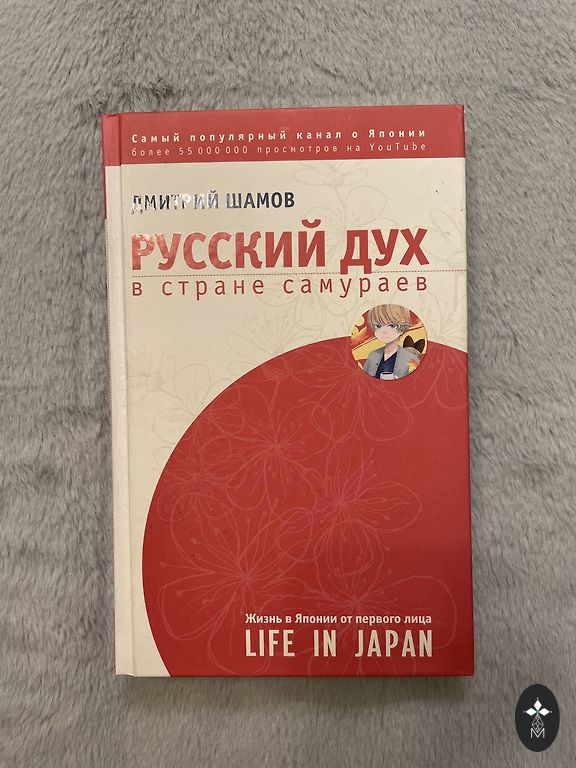 Самый популярный канал о Японии
более 55 000 000 просмотров на YouTube
ДМИТРИЙ ШАМОВ
РУССКИЙ ДУХ
в стране самураев
Жизнь в Японии от первого лица
LIFE IN JAPAN
M